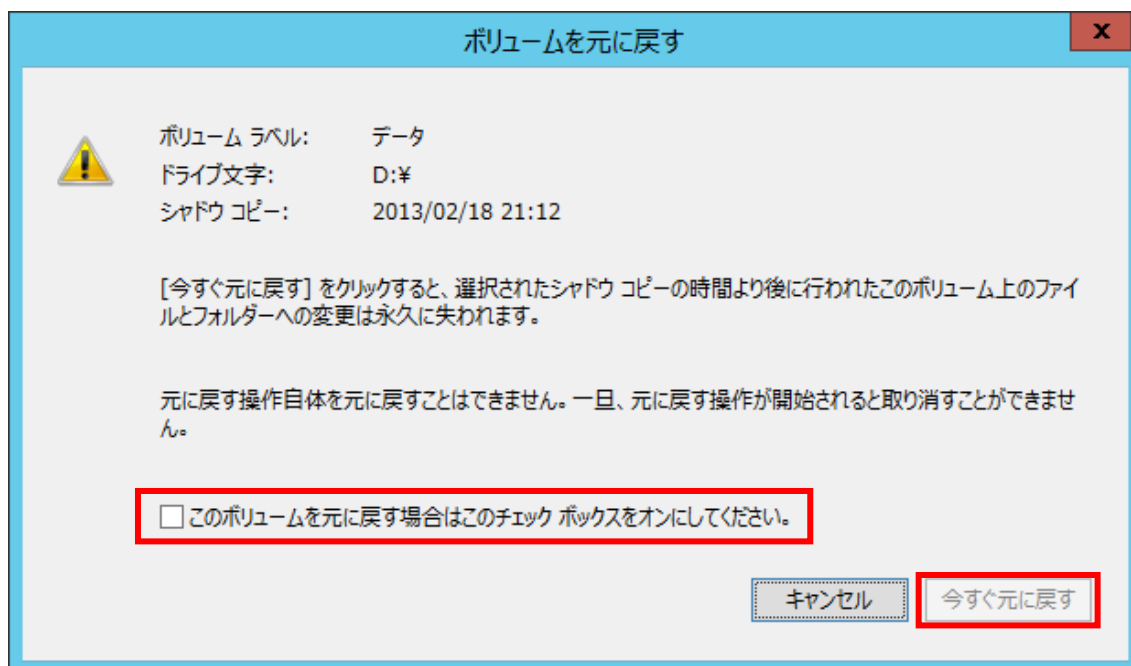 ボリュームを元に戻す
x
ボリューム ラベル: データ
ドライブ文字: D:¥
シャドウ コピー: 2013/02/18 21:12
[今すぐ元に戻す] をクリックすると、選択されたシャドウ コピーの時間より後に行われたこのボリューム上のファイ
ルとフォルダーへの変更は永久に失われます。
元に戻す操作自体を元に戻すことはできません。一旦、元に戻す操作が開始されると取り消すことができませ
ん。
このボリュームを元に戻す場合はこのチェック ボックスをオンにしてください。
キャンセル 今すぐ元に戻す